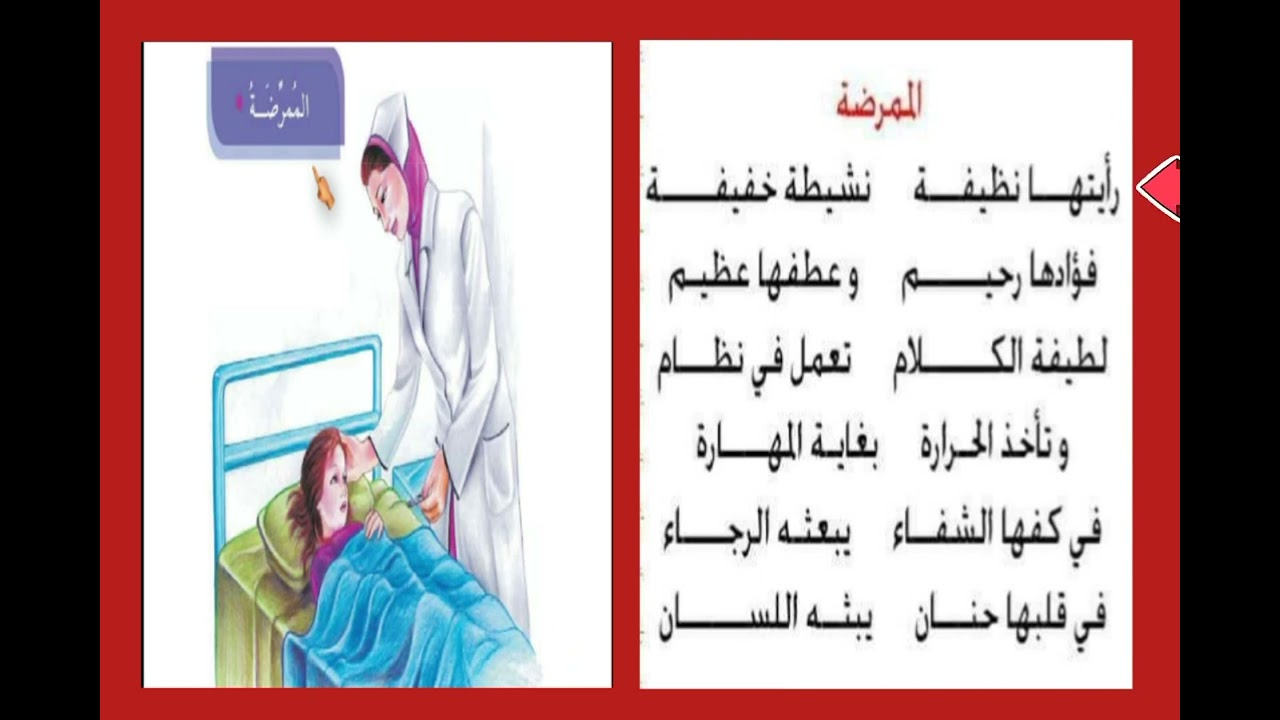 الممرضة
رأيتها نظيفة نشيطة خفيفة
فؤادها رحيم وعطفها عظيم
لطيفة الكلام تعمل في نظام
وتأخذ الحرارة بغاية المهارة
في كفها الشفاء يبعثه الرجاء
في قلبها حنان يبثه اللسان
المُمرِّضَةُ